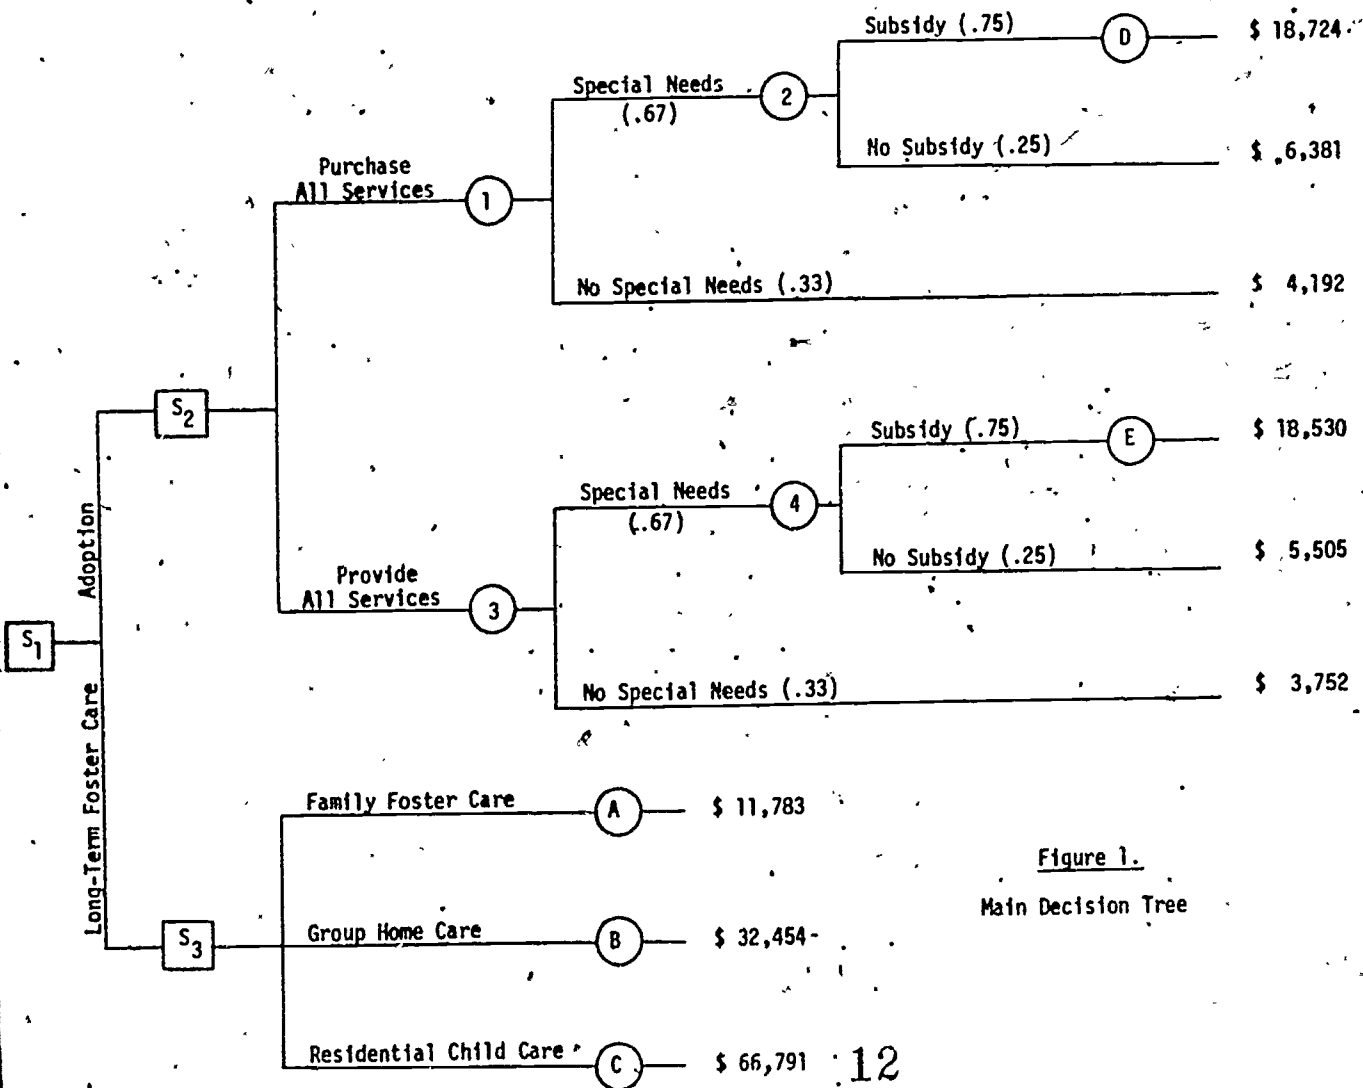 Subsidy (.75)
D
$ 18,724
Special Needs
(.67)
2
No Subsidy (.25)
$ 6,381
Purchase
All Services
1
No Special Needs (.33)
$ 4,192
S2
Subsidy (.75)
E
$ 18,530
Special Needs
(.67)
4
No Subsidy (.25)
$ 5,505
Adoption
Provide
All Services
3
S1
No Special Needs (.33)
$ 3,752
Long-Term Foster Care
Family Foster Care
A
$ 11,783
Figure 1.
Main Decision Tree
S3
Group Home Care
B
$ 32,454
Residential Child Care
C
$ 66,791
12